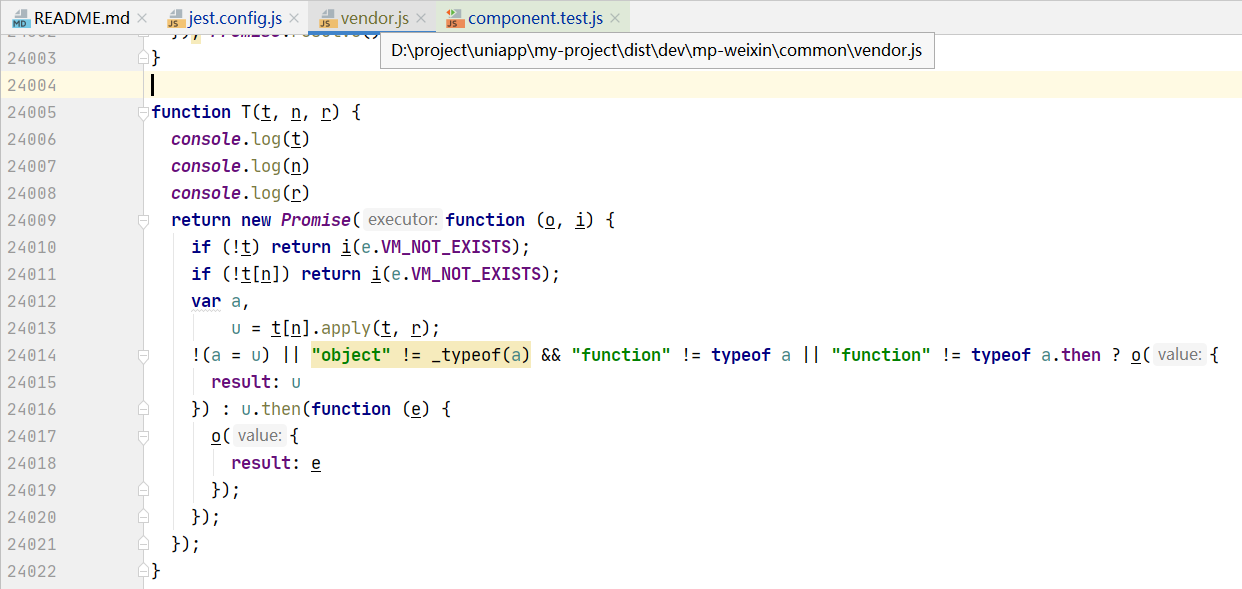 README.md jest.config.js vendor.js component.test.js
D:\project\uniapp\my-project\dist\dev\mp-weixin\common\vendor.js
24003 }
24004
24005 function T(t, n, r) {
24006 console.log(t)
24007 console.log(n)
24008 console.log(r)
24009 return new Promise( executor: function (o, i) {
24010 if (!t) return i(e.VM_NOT_EXISTS);
24011 if (!t[n]) return i(e.VM_NOT_EXISTS);
24012 var a,
24013 u = t[n].apply(t, r);
24014 !(a = u) || "object" != _typeof(a) && "function" != typeof a || "function" != typeof a.then ? o( value: {
24015 result: u
24016 }) : u.then(function (e) {
24017 o( value: {
24018 result: e
24019 });
24020 });
24021 });
24022 }